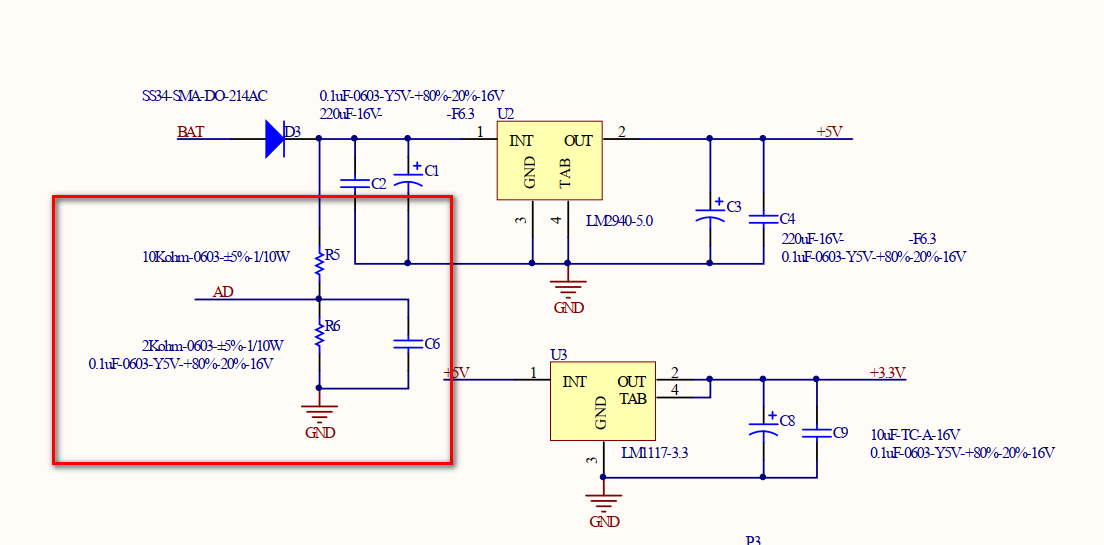 SS34-SMA-DO-214AC
0.1uF-0603-Y5V-+80%-20%-16V
220uF-16V- -F6.3
U2
BAT
D3
1
INT
OUT
2
+5V
GND
TAB
C2
+
C1
3
4
LM2940-5.0
+
C3
C4
220uF-16V- -F6.3
0.1uF-0603-Y5V-+80%-20%-16V
10Kohm-0603-±5%-1/10W
R5
AD
GND
R6
2Kohm-0603-±5%-1/10W
0.1uF-0603-Y5V-+80%-20%-16V
C6
GND
U3
+5V
1
INT
OUT
TAB
2
4
+3.3V
GND
3
LM1117-3.3
+
C8
C9
10uF-TC-A-16V
0.1uF-0603-Y5V-+80%-20%-16V
GND
P3